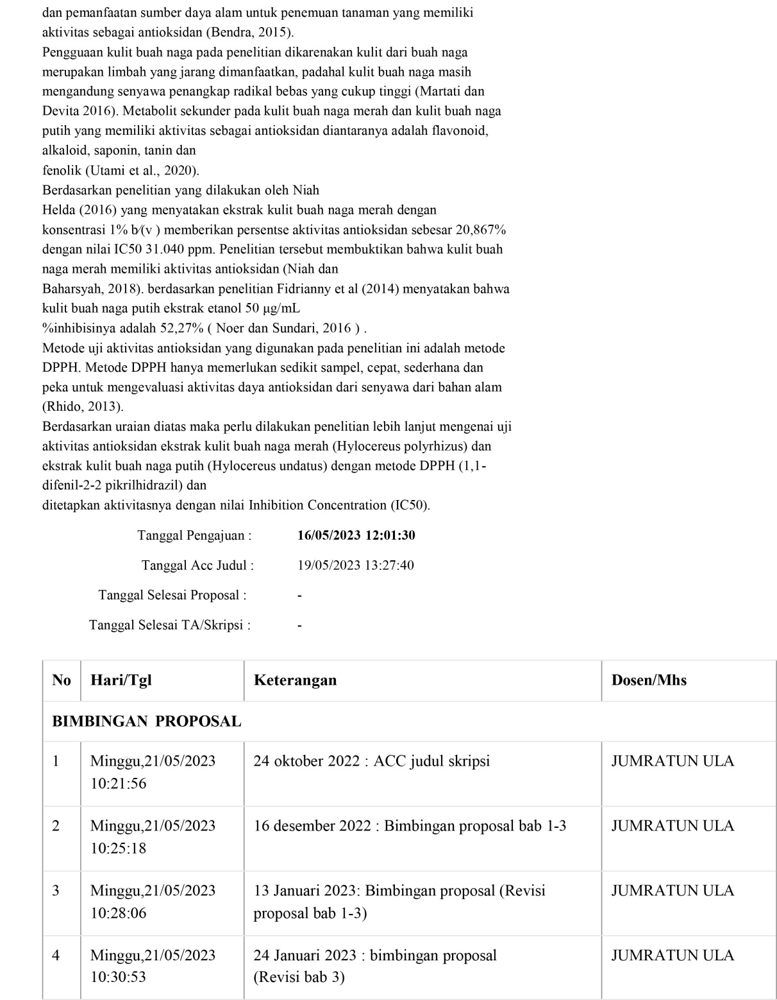 dan pemanfaatan sumber daya alam untuk penemuan tanaman yang memiliki
aktivitas sebagai antioksidan (Bendra, 2015).
Pengguaan kulit buah naga pada penelitian dikarenakan kulit dari buah naga
merupakan limbah yang jarang dimanfaatkan, padahal kulit buah naga masih
mengandung senyawa penangkap radikal bebas yang cukup tinggi (Martati dan
Devita 2016). Metabolit sekunder pada kulit buah naga merah dan kulit buah naga
putih yang memiliki aktivitas sebagai antioksidan diantaranya adalah flavonoid,
alkaloid, saponin, tanin dan
fenolik (Utami et al., 2020).
Berdasarkan penelitian yang dilakukan oleh Niah
Helda (2016) yang menyatakan ekstrak kulit buah naga merah dengan
konsentrasi 1% b∕(v ) memberikan persentse aktivitas antioksidan sebesar 20,867%
dengan nilai IC50 31.040 ppm. Penelitian tersebut membuktikan bahwa kulit buah
naga merah memiliki aktivitas antioksidan (Niah dan
Baharsyah, 2018). berdasarkan penelitian Fidrianny et al (2014) menyatakan bahwa
kulit buah naga putih ekstrak etanol 50 μg/mL
%inhibisinya adalah 52,27% ( Noer dan Sundari, 2016 ) .
Metode uji aktivitas antioksidan yang digunakan pada penelitian ini adalah metode
DPPH. Metode DPPH hanya memerlukan sedikit sampel, cepat, sederhana dan
peka untuk mengevaluasi aktivitas daya antioksidan dari senyawa dari bahan alam
(Rhido, 2013).
Berdasarkan uraian diatas maka perlu dilakukan penelitian lebih lanjut mengenai uji
aktivitas antioksidan ekstrak kulit buah naga merah (Hylocereus polyrhizus) dan
ekstrak kulit buah naga putih (Hylocereus undatus) dengan metode DPPH (1,1-
difenil-2-2 pikrilhidrazil) dan
ditetapkan aktivitasnya dengan nilai Inhibition Concentration (IC50).
Tanggal Pengajuan : 16/05/2023 12:01:30
Tanggal Acc Judul : 19/05/2023 13:27:40
Tanggal Selesai Proposal : -
Tanggal Selesai TA/Skripsi : -
No Hari/Tgl Keterangan Dosen/Mhs
BIMBINGAN PROPOSAL
1 Minggu,21/05/2023 24 oktober 2022 : ACC judul skripsi JUMRATUN ULA
10:21:56
2 Minggu,21/05/2023 16 desember 2022 : Bimbingan proposal bab 1-3 JUMRATUN ULA
10:25:18
3 Minggu,21/05/2023 13 Januari 2023: Bimbingan proposal (Revisi JUMRATUN ULA
10:28:06 proposal bab 1-3)
4 Minggu,21/05/2023 24 Januari 2023 : bimbingan proposal JUMRATUN ULA
10:30:53 (Revisi bab 3)